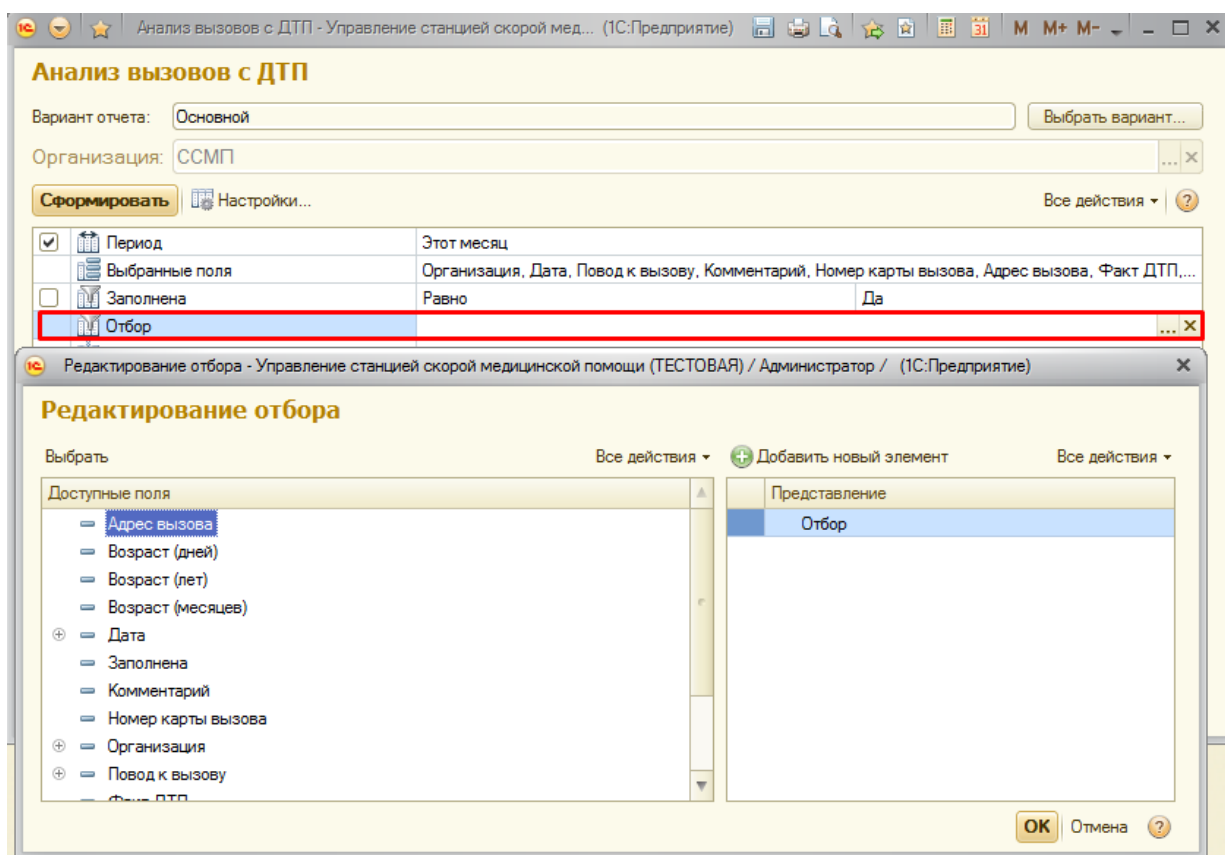 Анализ вызовов с ДТП - Управление станцией скорой мед... (1С:Предприятие) 31 M M+ M-
Анализ вызовов с ДТП
Вариант отчета: Основной Выбрать вариант...
Организация: ССМП ...
Сформировать Настройки... Все действия ?
Период Этот месяц
Выбранные поля Организация, Дата, Повод к вызову, Комментарий, Номер карты вызова, Адрес вызова, Факт ДТП,...
Заполнена Равно Да
Отбор ...
Редактирование отбора - Управление станцией скорой медицинской помощи (ТЕСТОВАЯ) / Администратор / (1С:Предприятие)
Редактирование отбора
Выбрать Все действия Добавить новый элемент Все действия
Доступные поля Представление
Адрес вызова Отбор
Возраст (дней)
Возраст (лет)
Возраст (месяцев)
Дата
Заполнена
Комментарий
Номер карты вызова
Организация
Повод к вызову
Факт ДТП
OK Отмена ?